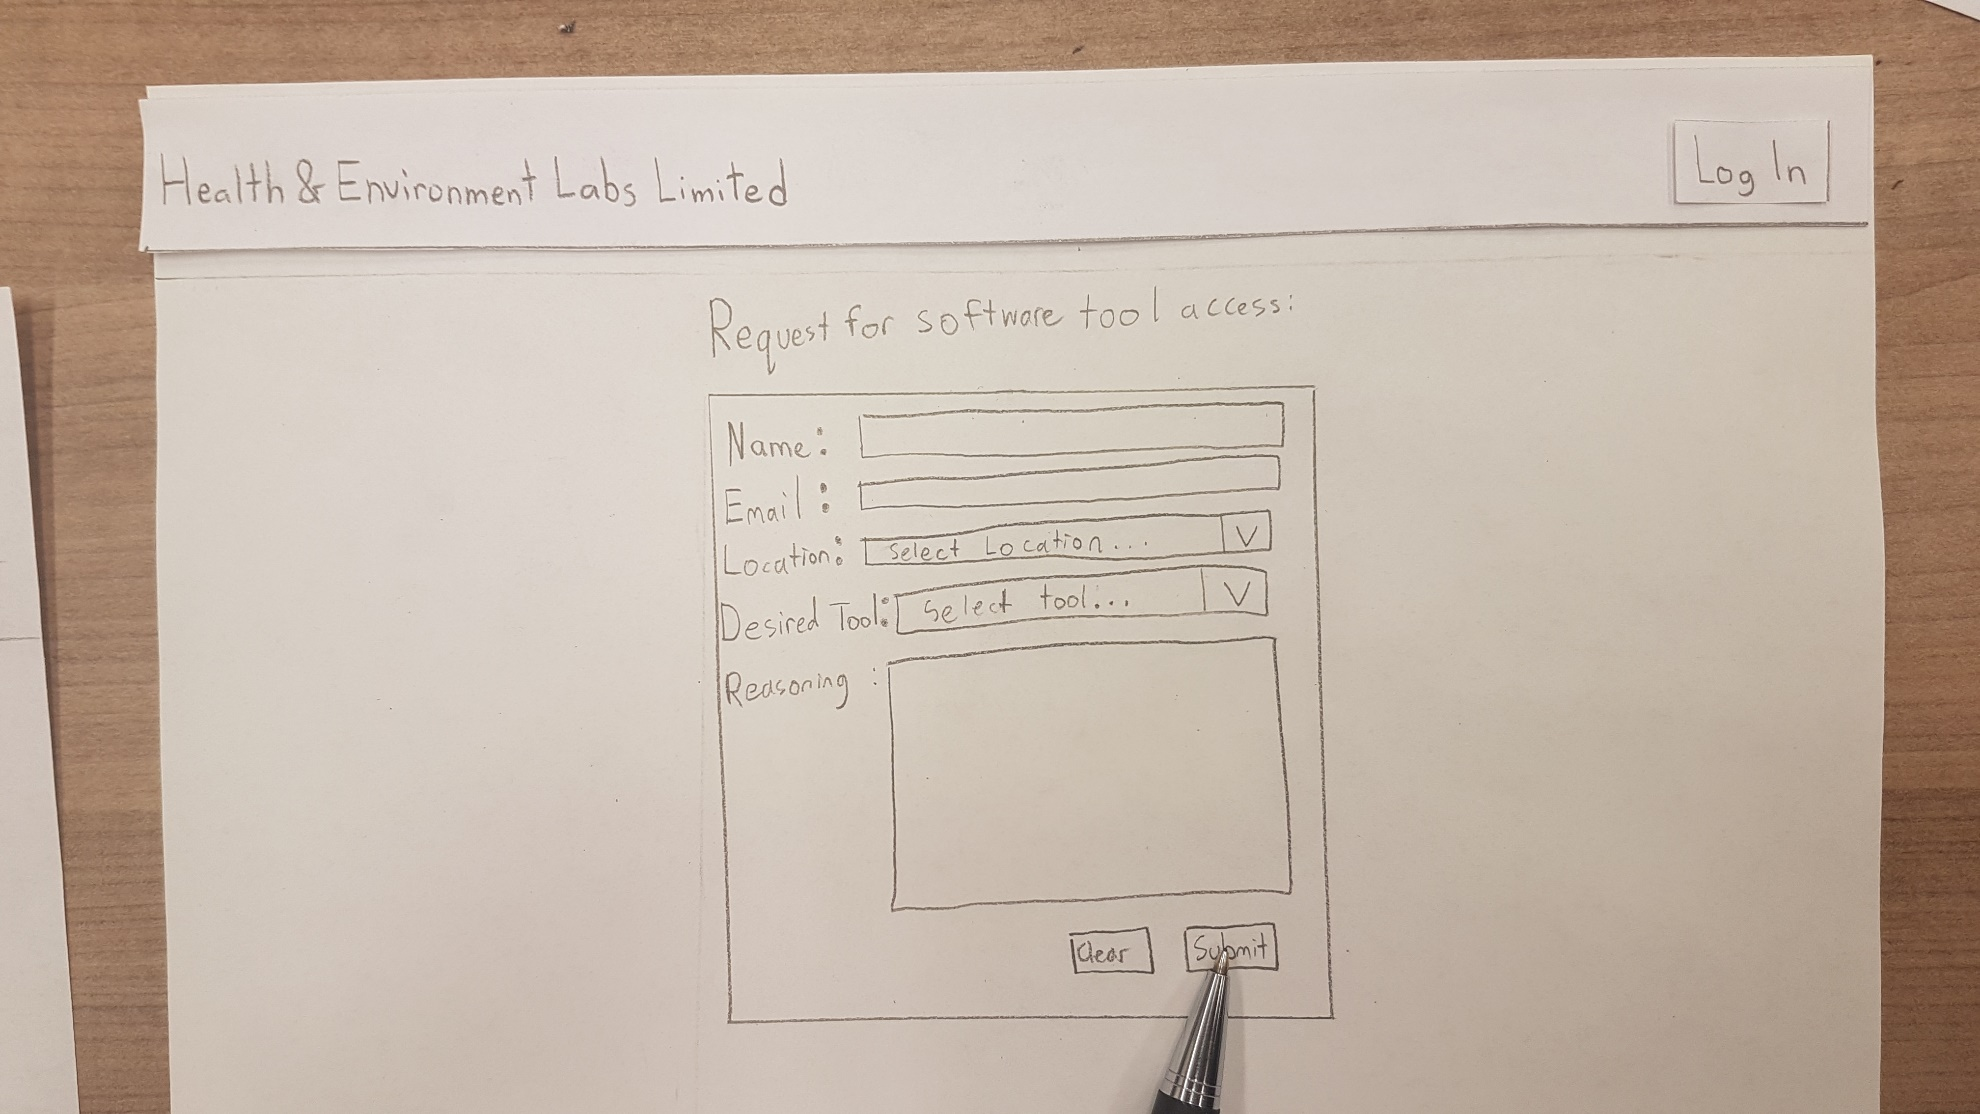 Health & Environment Labs Limited
Log In
Request for software tool access:
Name:
Email:
Location: Select Location...
Desired Tool: Select tool...
Reasoning:
Clear Submit